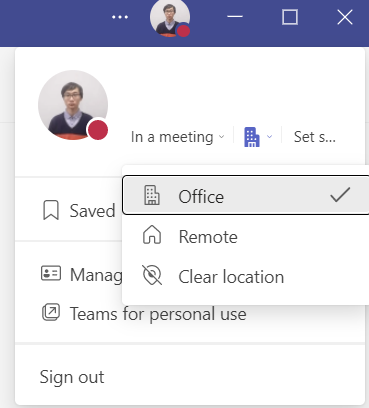 In a meeting
Set s...
Office
Saved
Remote
Manag
Clear location
Teams for personal use
Sign out